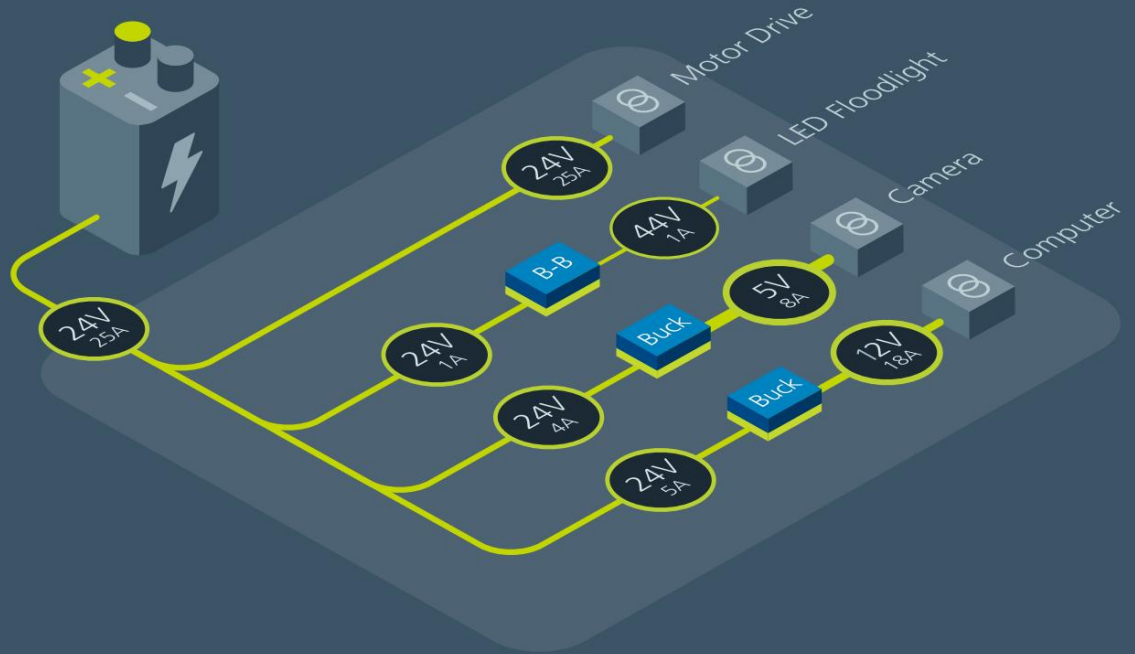 Motor Drive
24V
25A
LED Floodlight
44V
1A
B-B
24V
1A
Camera
5V
8A
Buck
24V
4A
Computer
12V
18A
Buck
24V
5A
24V
25A